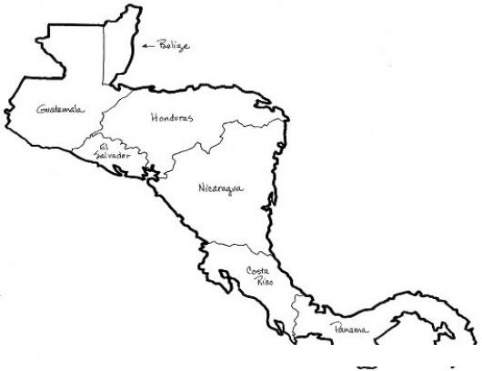 Belize
Guatemala
Honduras
El
Salvador
Nicaragua
Costa
Rica
Panama